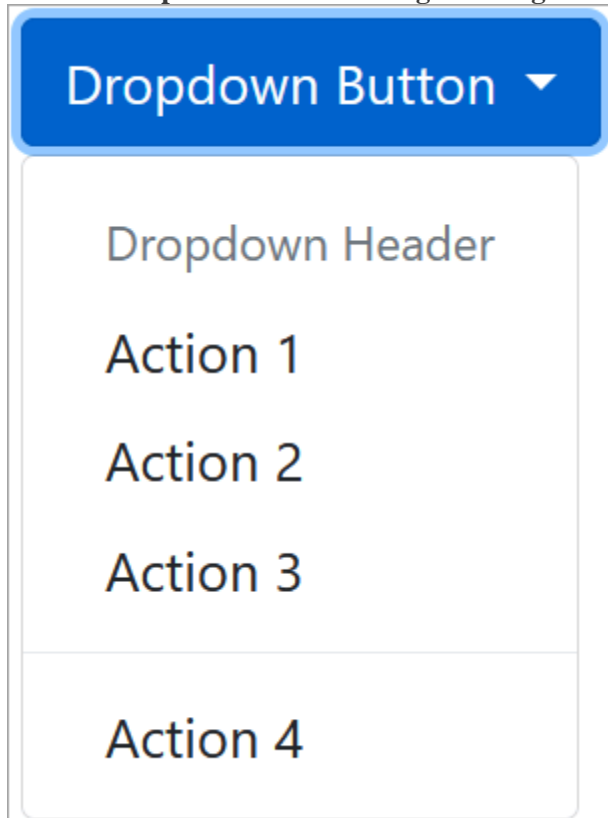 Dropdown Button
Dropdown Header
Action 1
Action 2
Action 3
Action 4